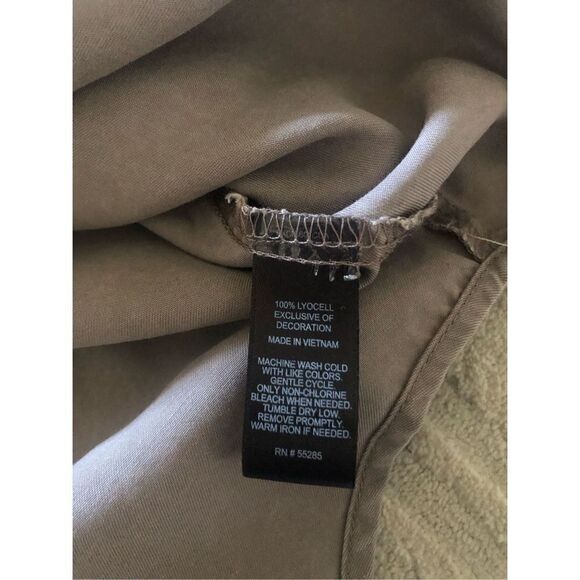 100% LYOCELL
EXCLUSIVE OF
DECORATION
MADE IN VIETNAM
MACHINE WASH COLD
WITH LIKE COLORS.
GENTLE CYCLE.
ONLY NON-CHLORINE
BLEACH WHEN NEEDED.
TUMBLE DRY LOW.
REMOVE PROMPTLY.
WARM IRON IF NEEDED.
RN # 55285